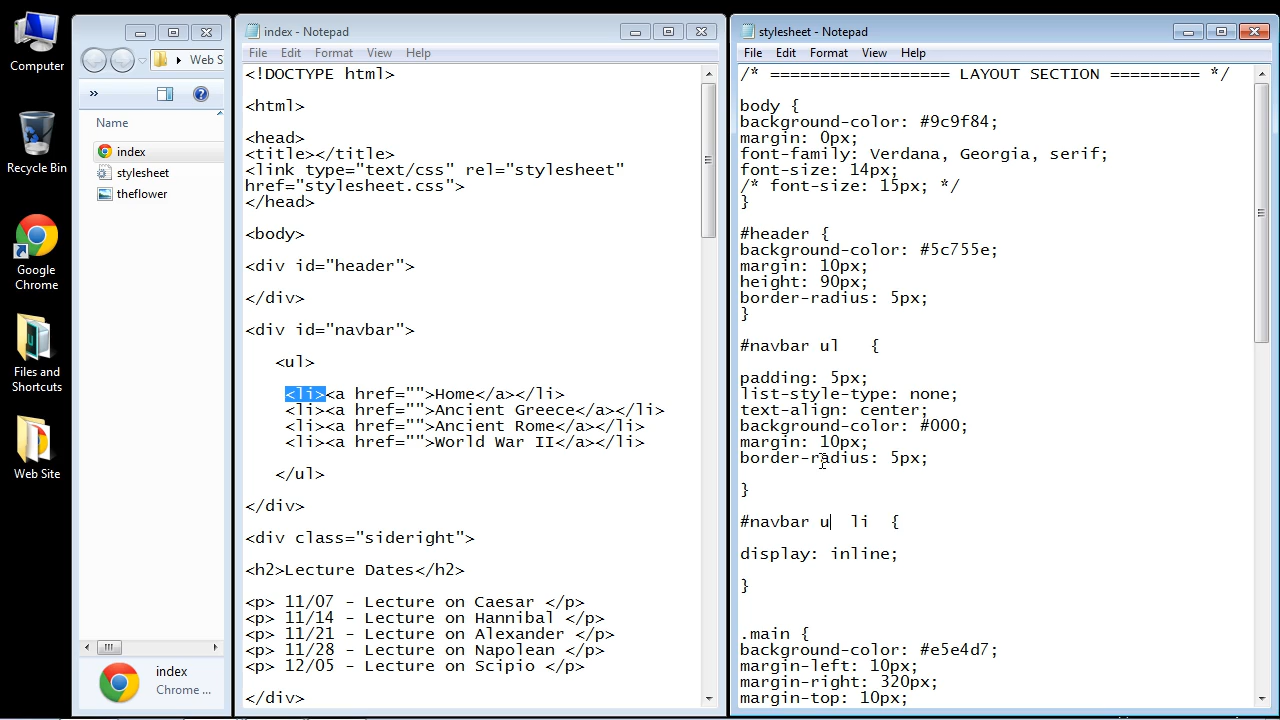 Computer
Recycle Bin
Google
Chrome
Files and
Shortcuts
Web Site
Web S
»
Name
index
stylesheet
theflower
index
Chrome ...
index - Notepad
File Edit Format View Help
<!DOCTYPE html>
<html>
<head>
<title></title>
<link type="text/css" rel="stylesheet"
href="stylesheet.css">
</head>
<body>
<div id="header">
</div>
<div id="navbar">
<ul>
<li><a href="">Home</a></li>
<li><a href="">Ancient Greece</a></li>
<li><a href="">Ancient Rome</a></li>
<li><a href="">World War II</a></li>
</ul>
</div>
<div class="sideright">
<h2>Lecture Dates</h2>
<p> 11/07 - Lecture on Caesar </p>
<p> 11/14 - Lecture on Hannibal </p>
<p> 11/21 - Lecture on Alexander </p>
<p> 11/28 - Lecture on Napolean </p>
<p> 12/05 - Lecture on Scipio </p>
</div>
stylesheet - Notepad
File Edit Format View Help
/* ================== LAYOUT SECTION ========= */
body {
background-color: #9c9f84;
margin: 0px;
font-family: Verdana, Georgia, serif;
font-size: 14px;
/* font-size: 15px; */
}
#header {
background-color: #5c755e;
margin: 10px;
height: 90px;
border-radius: 5px;
}
#navbar ul   {
padding: 5px;
list-style-type: none;
text-align: center;
background-color: #000;
margin: 10px;
border-radius: 5px;
}
#navbar u  li  {
display: inline;
}
.main {
background-color: #e5e4d7;
margin-left: 10px;
margin-right: 320px;
margin-top: 10px;